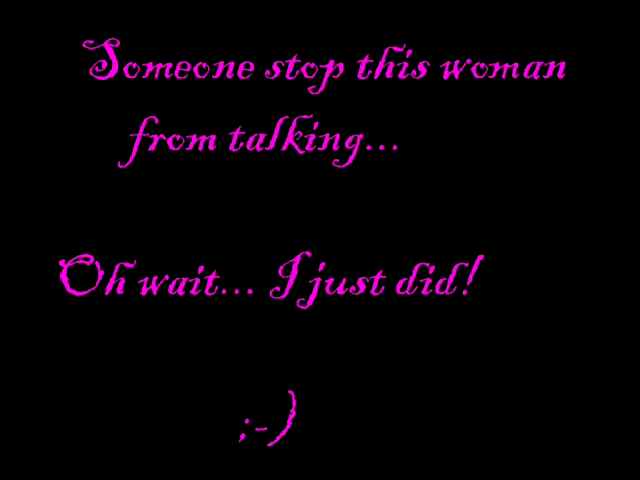 Someone stop this woman
from talking...
Oh wait... I just did!
;-)